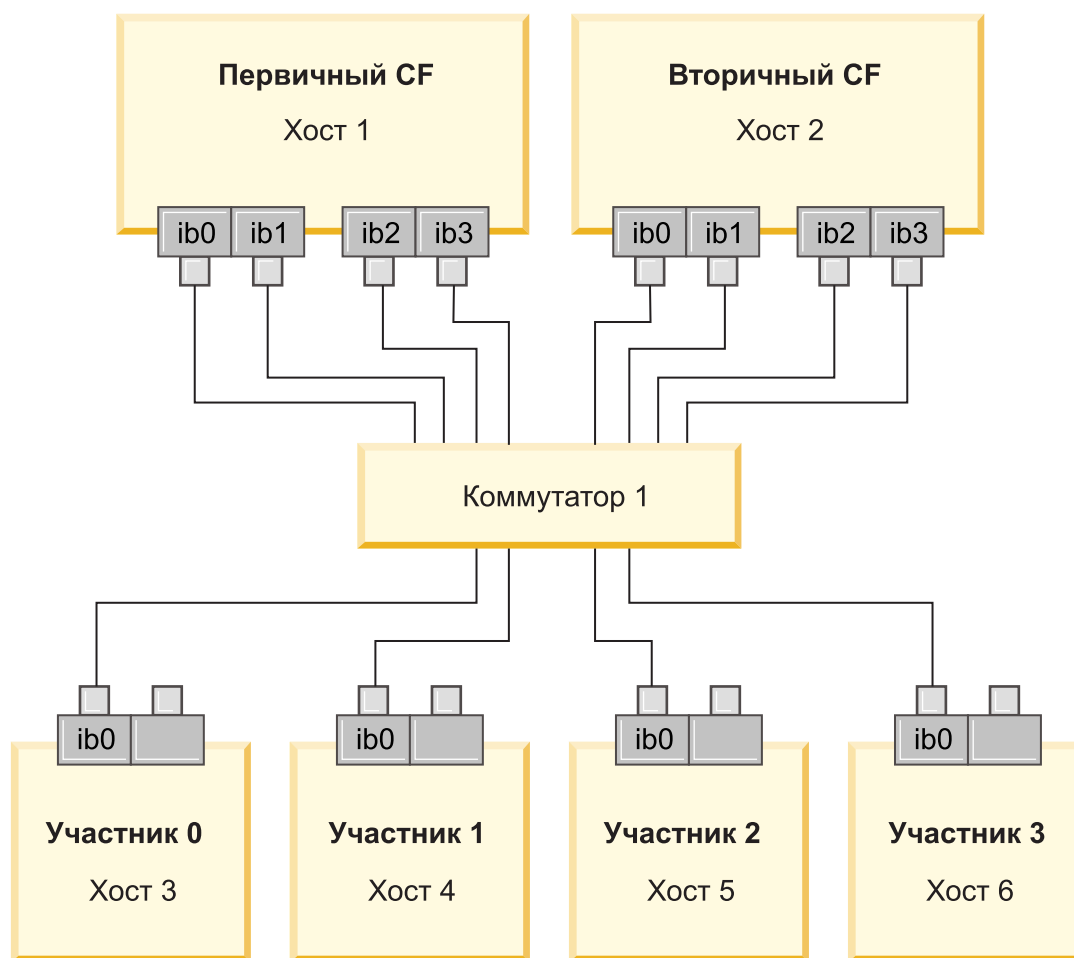 Первичный CF
Хост 1
Вторичный CF
Хост 2
ib0 ib1 ib2 ib3
ib0 ib1 ib2 ib3
Коммутатор 1
ib0
ib0
ib0
ib0
Участник 0
Хост 3
Участник 1
Хост 4
Участник 2
Хост 5
Участник 3
Хост 6